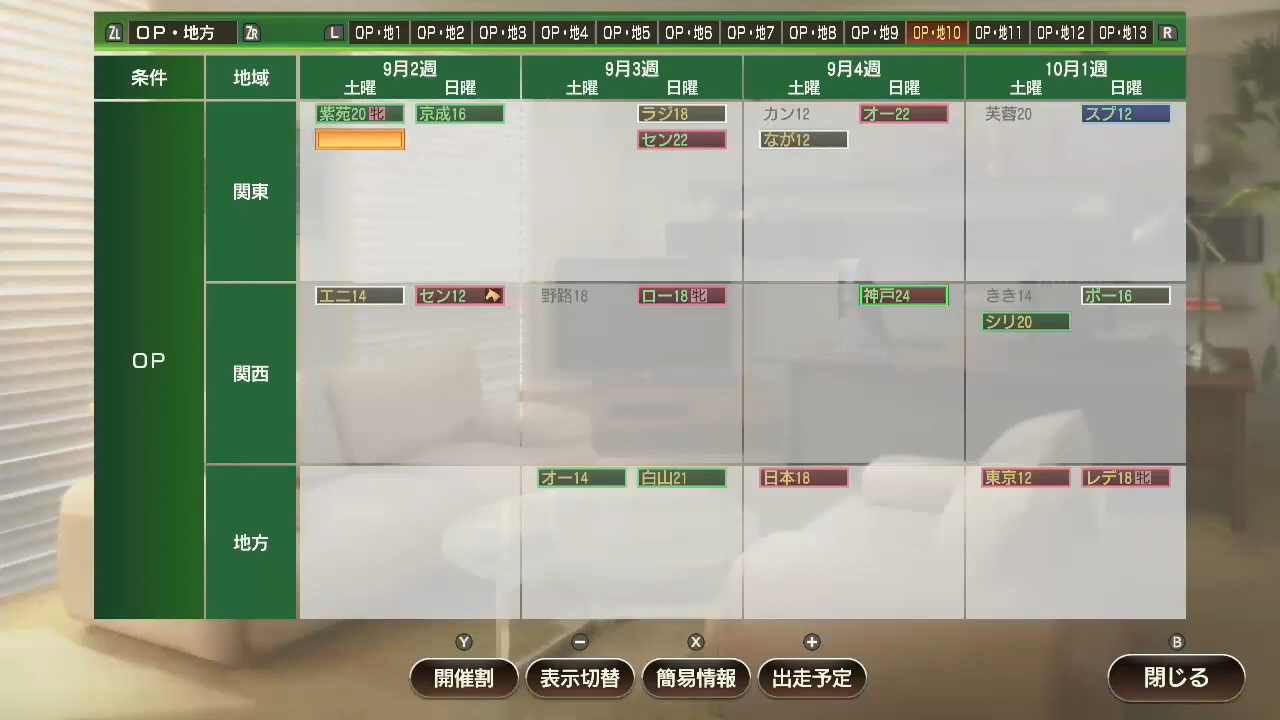 ZL OP・地方 ZR L OP・地1 OP・地2 OP・地3 OP・地4 OP・地5 OP・地6 OP・地7 OP・地8 OP・地9 OP・地10 OP・地11 OP・地12 OP・地13 R
条件 地域 9月2週 9月3週 9月4週 10月1週
土曜 日曜 土曜 日曜 土曜 日曜 土曜 日曜
紫苑20牝 京成16 ラジ18 カン12 オー22 芙蓉20 スプ12
セン22 なが12
関東
エニ14 セン12 野路18 ロー18牝 神戸24 きき14 ポー16
シリ20
OP
関西
オー14 白山21 日本18 東京12 レデ18牝
地方
Y − X + B
開催割 表示切替 簡易情報 出走予定 閉じる